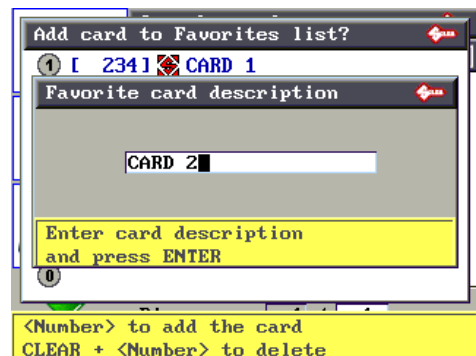 Add card to Favorites list?
1 [ 234] CARD 1
Favorite card description
CARD 2
Enter card description
and press ENTER
0
<Number> to add the card
CLEAR + <Number> to delete